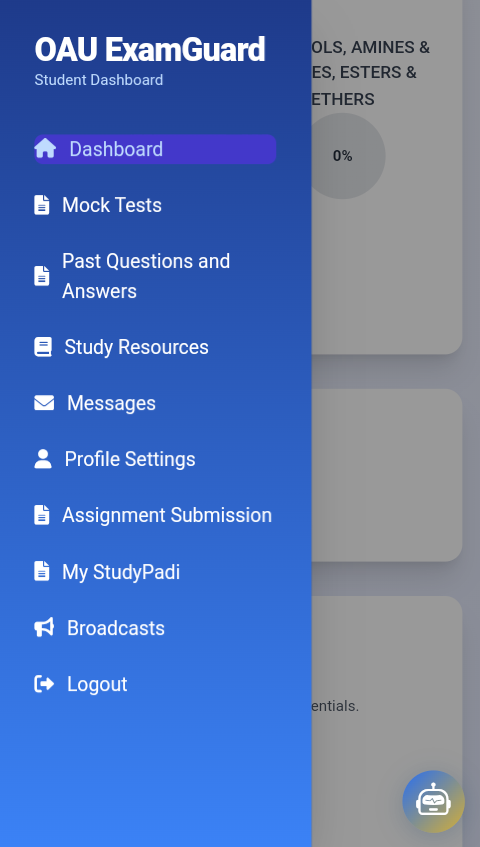 OAU ExamGuard
Student Dashboard
Dashboard
Mock Tests
Past Questions and
Answers
Study Resources
Messages
Profile Settings
Assignment Submission
My StudyPadi
Broadcasts
Logout
OLS, AMINES &
ES, ESTERS &
ETHERS
0%
entials.